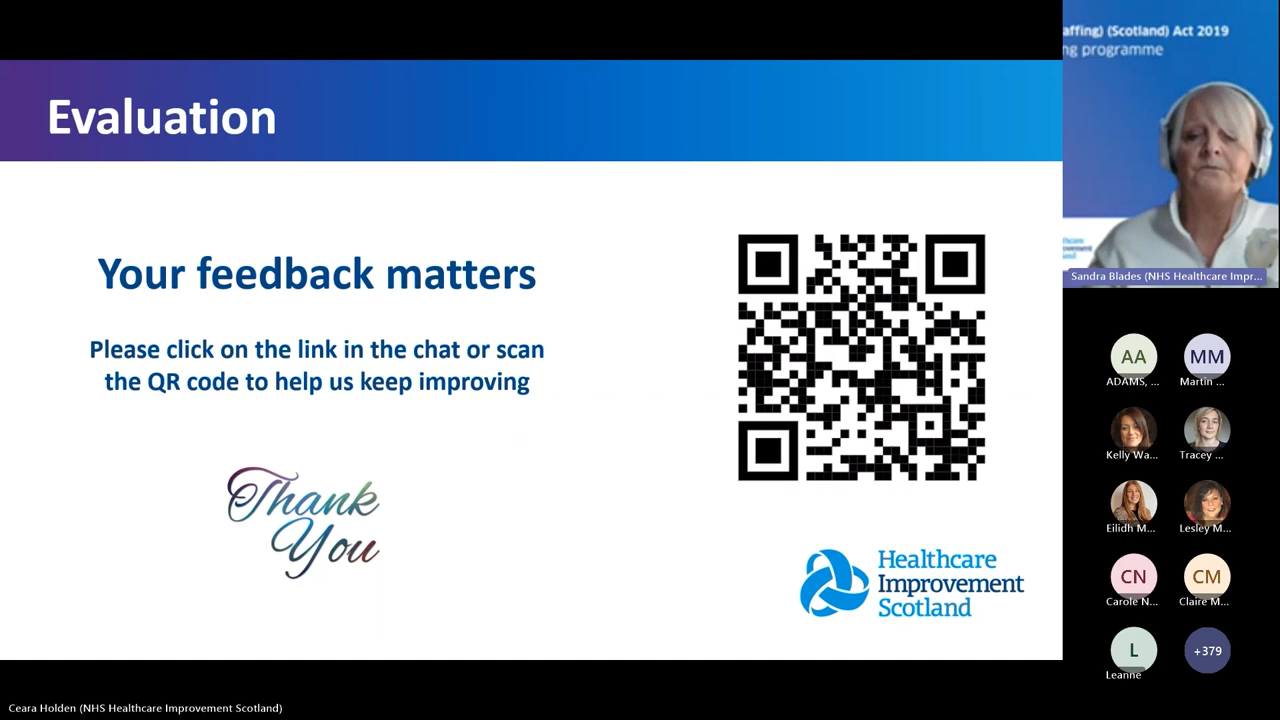 affing) (Scotland) Act 2019
ng programme
Evaluation
Your feedback matters
Please click on the link in the chat or scan
the QR code to help us keep improving
Thank
You
Healthcare
Improvement
Scotland
Sandra Blades (NHS Healthcare Impr...
AA
ADAMS, ...
MM
Martin ...
Kelly Wa...
Tracey ...
Eilidh M...
Lesley M...
CN
Carole N...
CM
Claire M...
L
Leanne
+379
Ceara Holden (NHS Healthcare Improvement Scotland)